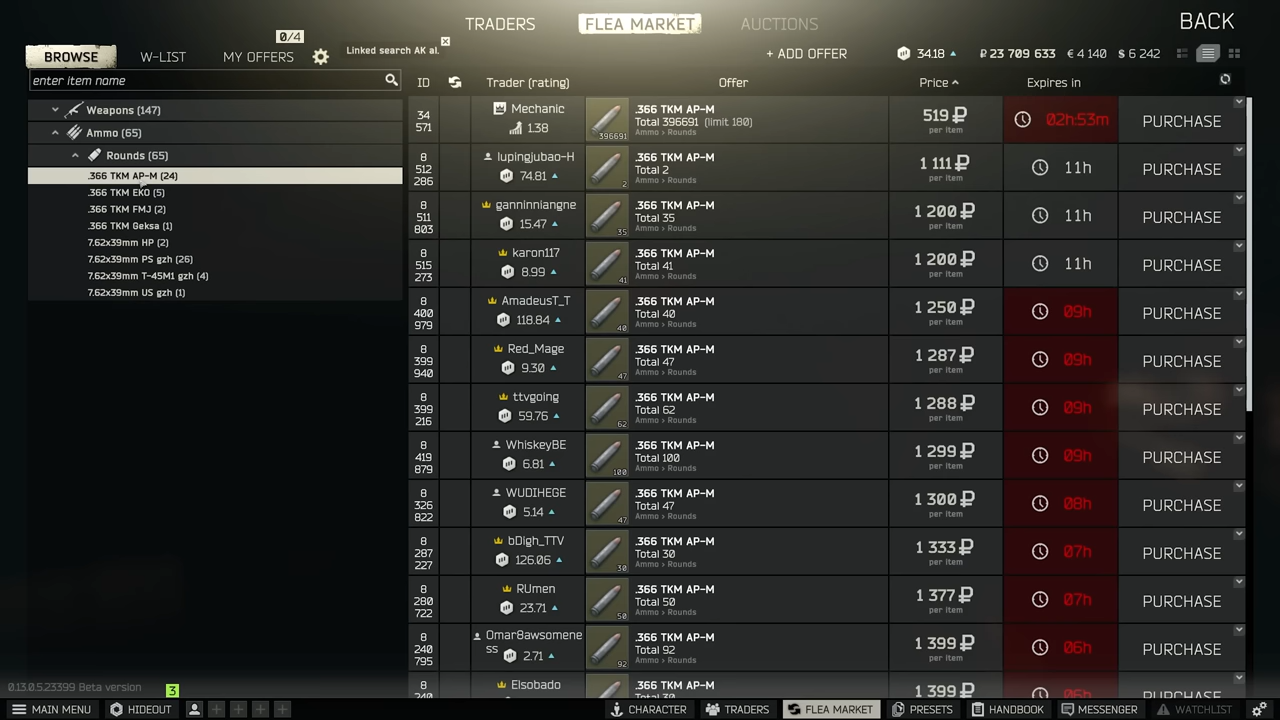 TRADERS
FLEA MARKET
AUCTIONS
BACK
BROWSE
W-LIST
0/4
MY OFFERS
Linked search AK al.
+ ADD OFFER
34.18
₽ 23 709 633
€ 4 140
$ 6 242
enter item name
ID
Trader (rating)
Offer
Price
Expires in
Weapons (147)
Ammo (65)
Rounds (65)
.366 TKM AP-M (24)
.366 TKM EKO (5)
.366 TKM FMJ (2)
.366 TKM Geksa (1)
7.62x39mm HP (2)
7.62x39mm PS gzh (26)
7.62x39mm T-45M1 gzh (4)
7.62x39mm US gzh (1)
34
571
Mechanic
1.38
396691
.366 TKM AP-M
Total 396691 (limit 180)
Ammo > Rounds
519 ₽
per item
02h:53m
PURCHASE
8
512
286
lupingjubao-H
74.81
2
.366 TKM AP-M
Total 2
Ammo > Rounds
1 111 ₽
per item
11h
PURCHASE
8
511
803
ganninniangne
15.47
35
.366 TKM AP-M
Total 35
Ammo > Rounds
1 200 ₽
per item
11h
PURCHASE
8
515
273
karon117
8.99
41
.366 TKM AP-M
Total 41
Ammo > Rounds
1 200 ₽
per item
11h
PURCHASE
8
400
979
AmadeusT_T
118.84
40
.366 TKM AP-M
Total 40
Ammo > Rounds
1 250 ₽
per item
09h
PURCHASE
8
399
940
Red_Mage
9.30
47
.366 TKM AP-M
Total 47
Ammo > Rounds
1 287 ₽
per item
09h
PURCHASE
8
399
216
ttvgoing
59.76
62
.366 TKM AP-M
Total 62
Ammo > Rounds
1 288 ₽
per item
09h
PURCHASE
8
419
879
WhiskeyBE
6.81
100
.366 TKM AP-M
Total 100
Ammo > Rounds
1 299 ₽
per item
09h
PURCHASE
8
326
822
WUDIHEGE
5.14
47
.366 TKM AP-M
Total 47
Ammo > Rounds
1 300 ₽
per item
08h
PURCHASE
8
287
227
bDigh_TTV
126.06
30
.366 TKM AP-M
Total 30
Ammo > Rounds
1 333 ₽
per item
07h
PURCHASE
8
280
722
RUmen
23.71
50
.366 TKM AP-M
Total 50
Ammo > Rounds
1 377 ₽
per item
07h
PURCHASE
8
240
795
Omar8awsomene
ss
2.71
92
.366 TKM AP-M
Total 92
Ammo > Rounds
1 399 ₽
per item
06h
PURCHASE
8
Elsobado
.366 TKM AP-M
1 399 ₽
PURCHASE
0.13.0.5.23399 Beta version
3
MAIN MENU
HIDEOUT
CHARACTER
TRADERS
FLEA MARKET
PRESETS
HANDBOOK
MESSENGER
WATCHLIST